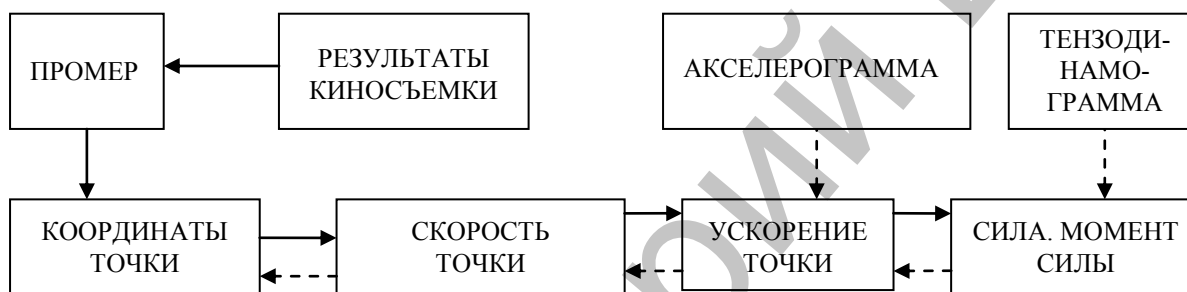 ПРОМЕР
РЕЗУЛЬТАТЫ
КИНОСЪЕМКИ
АКСЕЛЕРОГРАММА
ТЕНЗОДИ-
НАМО-
ГРАММА
КООРДИНАТЫ
ТОЧКИ
СКОРОСТЬ
ТОЧКИ
УСКОРЕНИЕ
ТОЧКИ
СИЛА. МОМЕНТ
СИЛЫ